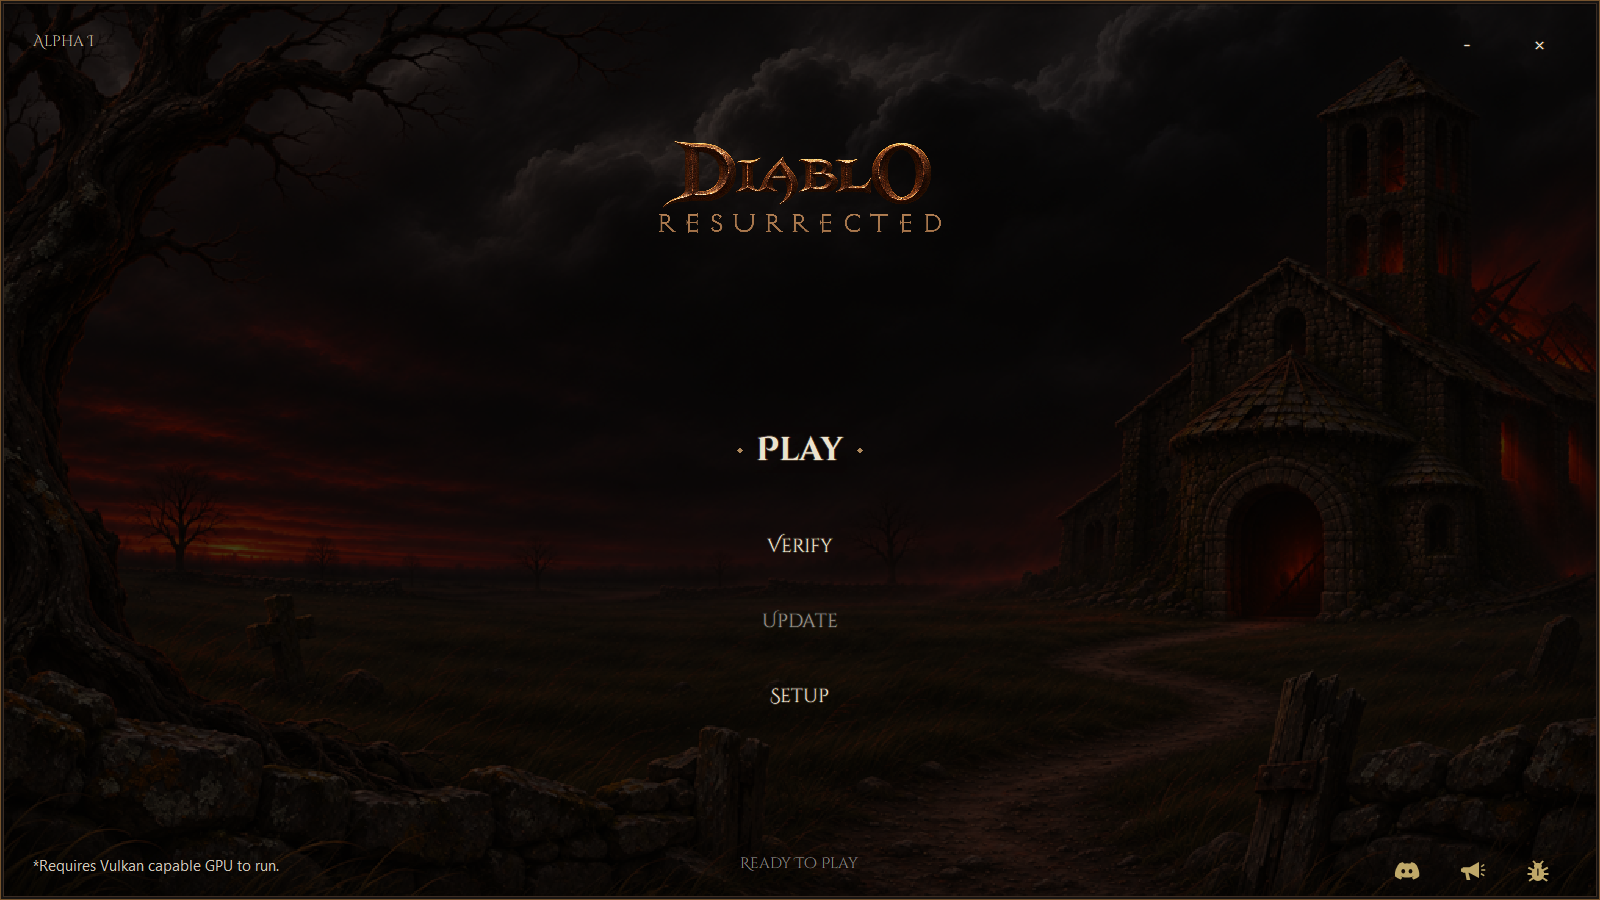 Alpha 1
-
×
Diablo
RESURRECTED
Play
Verify
Update
Setup
*Requires Vulkan capable GPU to run.
Ready to play